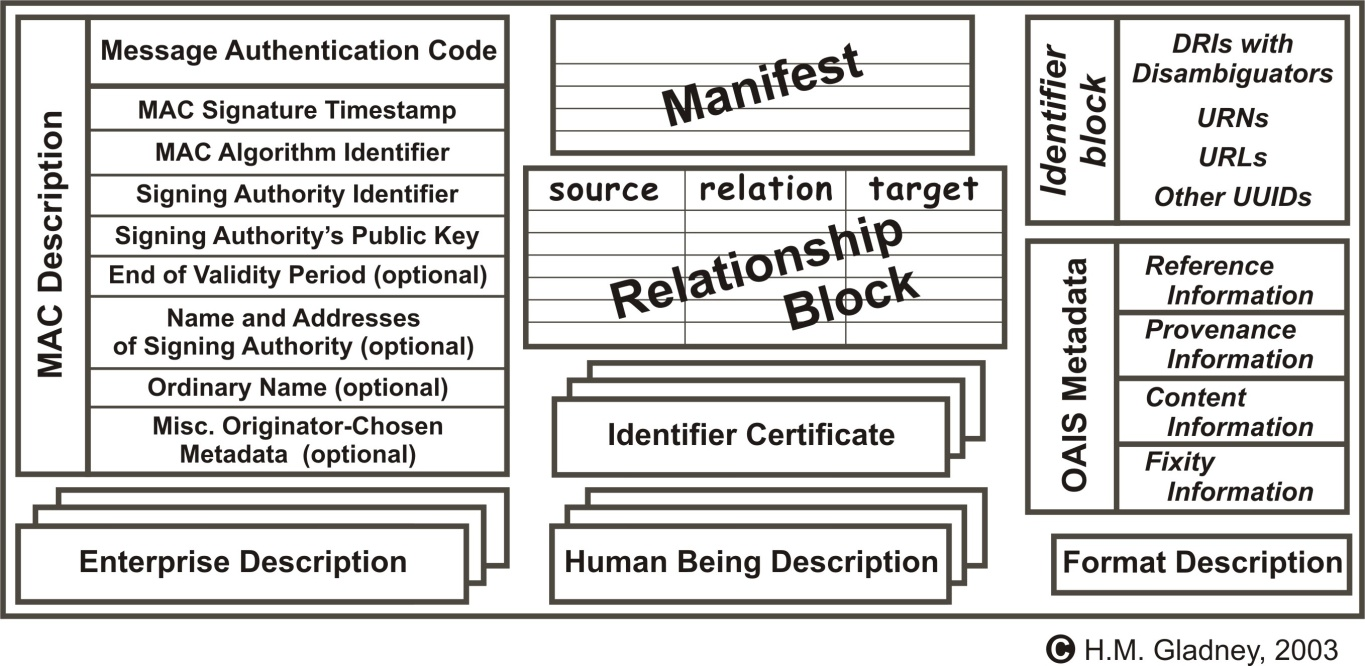 MAC Description
Message Authentication Code
MAC Signature Timestamp
MAC Algorithm Identifier
Signing Authority Identifier
Signing Authority’s Public Key
End of Validity Period (optional)
Name and Addresses
of Signing Authority (optional)
Ordinary Name (optional)
Misc. Originator-Chosen
Metadata (optional)
Enterprise Description
Manifest
source relation target
Relationship
Block
Identifier Certificate
Human Being Description
Identifier
block
DRIs with
Disambiguators
URNs
URLs
Other UUIDs
OAIS Metadata
Reference
Information
Provenance
Information
Content
Information
Fixity
Information
Format Description
© H.M. Gladney, 2003